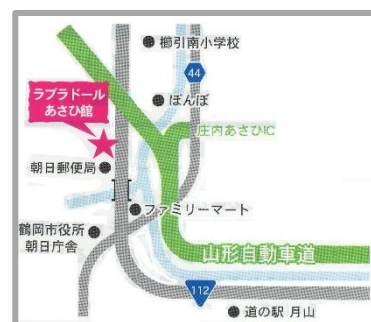 櫛引南小学校
44
ラブラドール
あさひ館
ぽんぽ
庄内あさひIC
朝日郵便局
ファミリーマート
鶴岡市役所
朝日庁舎
山形自動車道
112
道の駅 月山